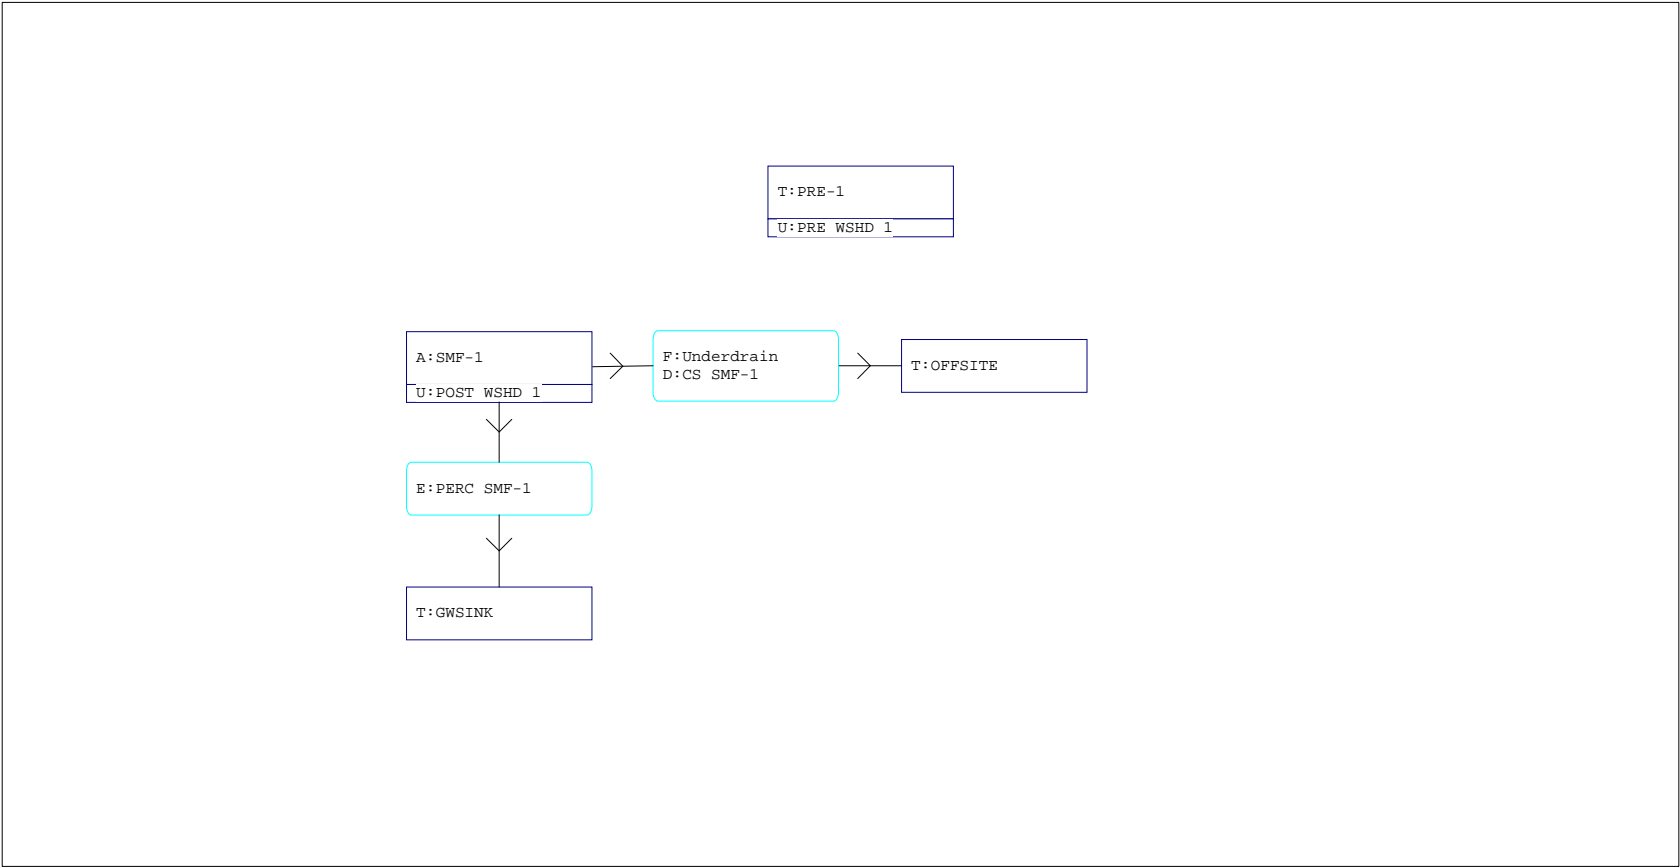 T:PRE-1
U:PRE WSHD 1
A:SMF-1
U:POST WSHD 1
F:Underdrain
D:CS SMF-1
T:OFFSITE
E:PERC SMF-1
T:GWSINK